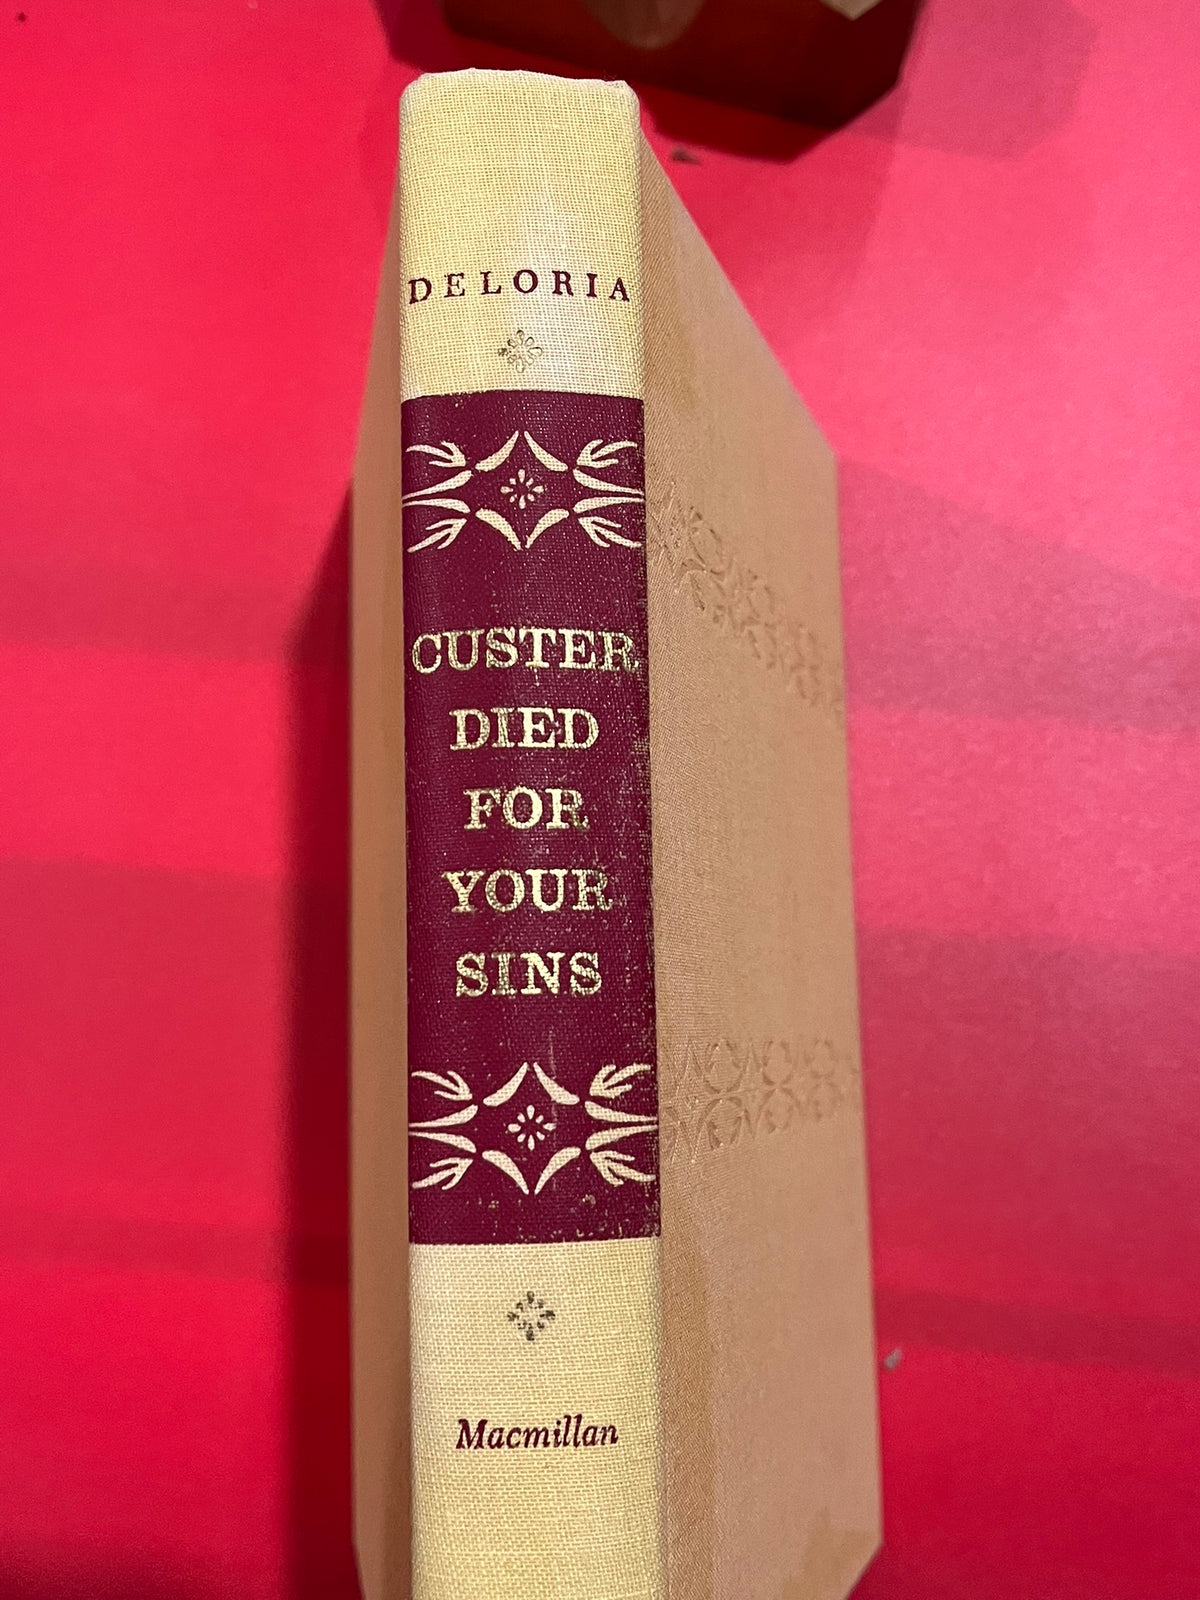 DELORIA
CUSTER
DIED
FOR
YOUR
SINS
Macmillan